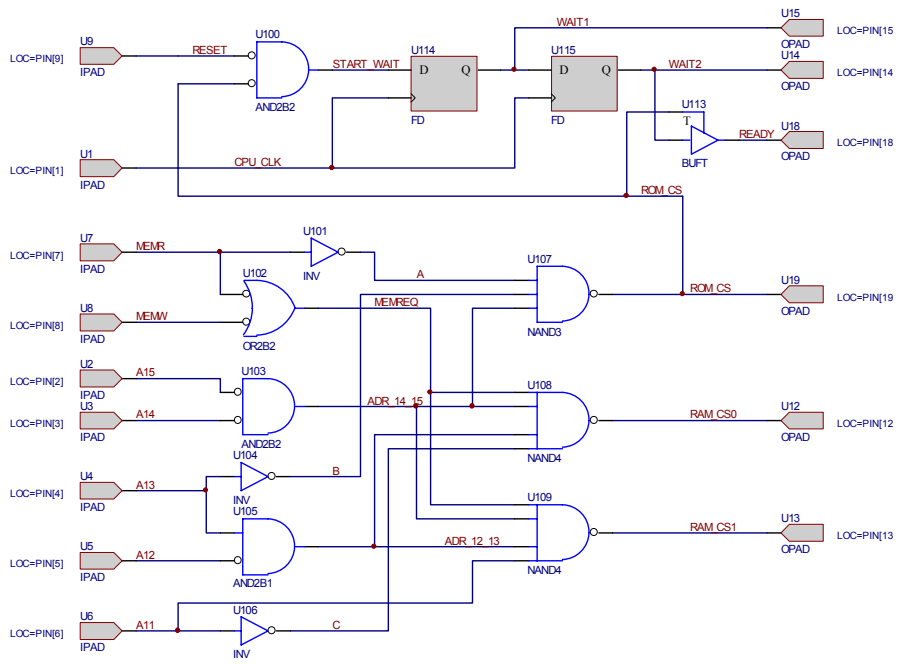 U9
U100
U15
WAIT1
RESET
U114
U115
LOC=PIN[9]
LOC=PIN[15
IPAD
OPAD
U14
START_WAIT
D
Q
D
Q
WAIT2
LOC=PIN[14
AND2B2
OPAD
U113
FD
FD
T
U18
READY
U1
LOC=PIN[18
CPU_CLK
BUFT
OPAD
LOC=PIN[1]
IPAD
ROM_CS
U7
U101
MEMR
LOC=PIN[7]
U107
IPAD
INV
A
U102
U19
MEMREQ
ROM_CS
LOC=PIN[19
U8
OPAD
MEMW
LOC=PIN[8]
NAND3
IPAD
OR2B2
U2
U103
A15
LOC=PIN[2]
U108
IPAD
U3
ADR_14_15
U12
A14
RAM_CS0
LOC=PIN[3]
LOC=PIN[12
IPAD
OPAD
AND2B2
U104
NAND4
U4
B
A13
LOC=PIN[4]
U109
IPAD
INV
U105
U13
RAM_CS1
U5
LOC=PIN[13
A12
ADR_12_13
OPAD
LOC=PIN[5]
NAND4
IPAD
AND2B1
U6
U106
A11
C
LOC=PIN[6]
IPAD
INV